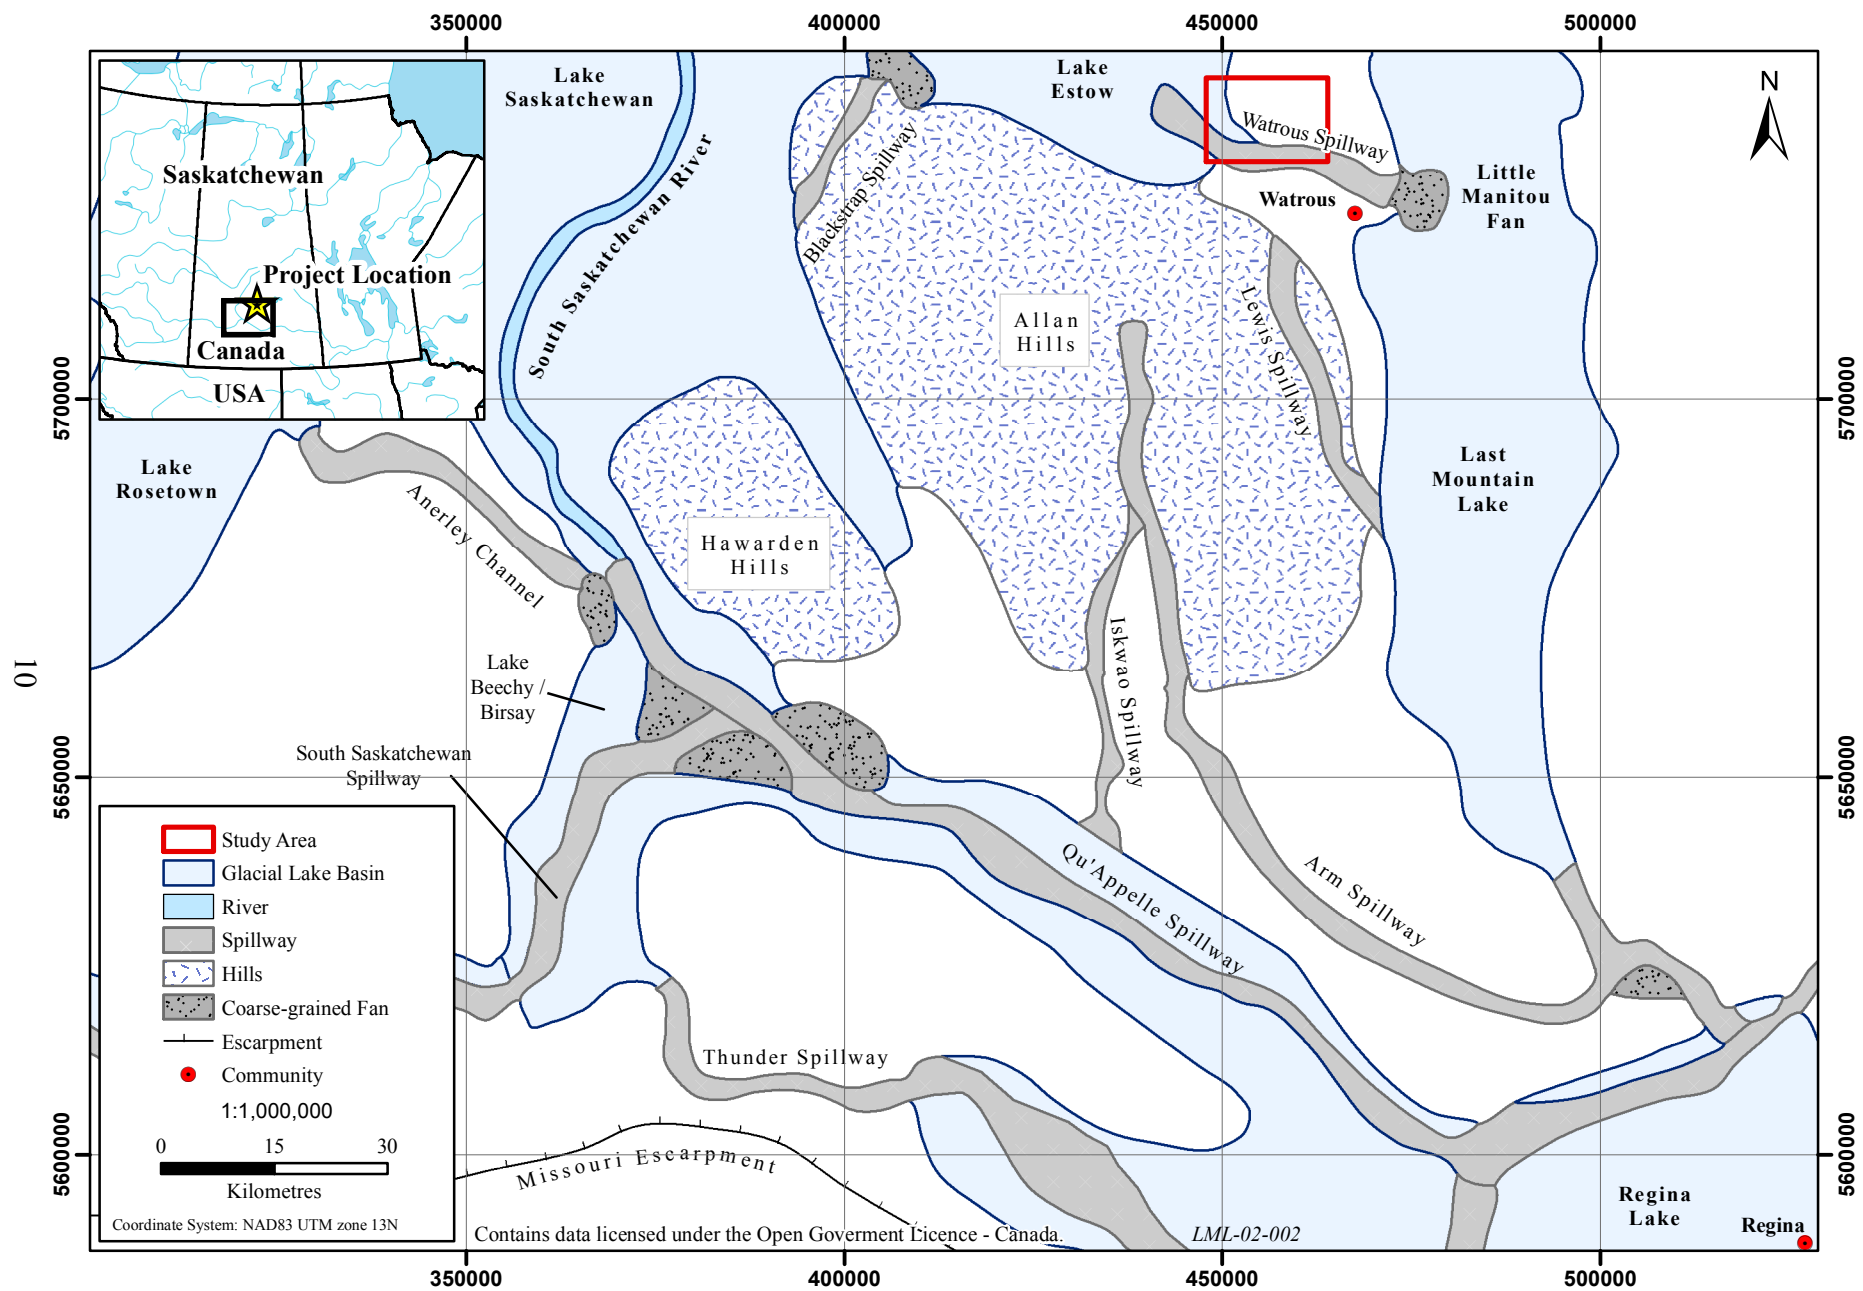 350000
400000
450000
500000
Lake
Saskatchewan
Lake
Estow
N
Saskatchewan
Project Location
Canada
USA
South Saskatchewan River
Blackstrap Spillway
Watrous Spillway
Watrous
Little
Manitou
Fan
Allan
Hills
Lewis Spillway
5700000
5700000
Lake
Rosetown
Anerley Channel
Hawarden
Hills
Last
Mountain
Lake
10
Lake
Beechy /
Birsay
Iskwao Spillway
South Saskatchewan
Spillway
5650000
5650000
Qu'Appelle Spillway
Arm Spillway
Study Area
Glacial Lake Basin
River
Spillway
Hills
Coarse-grained Fan
Escarpment
Community
1:1,000,000
0
15
30
Kilometres
Coordinate System: NAD83 UTM zone 13N
Thunder Spillway
Missouri Escarpment
5600000
5600000
Regina
Lake
Regina
Contains data licensed under the Open Goverment Licence - Canada.
LML-02-002
350000
400000
450000
500000